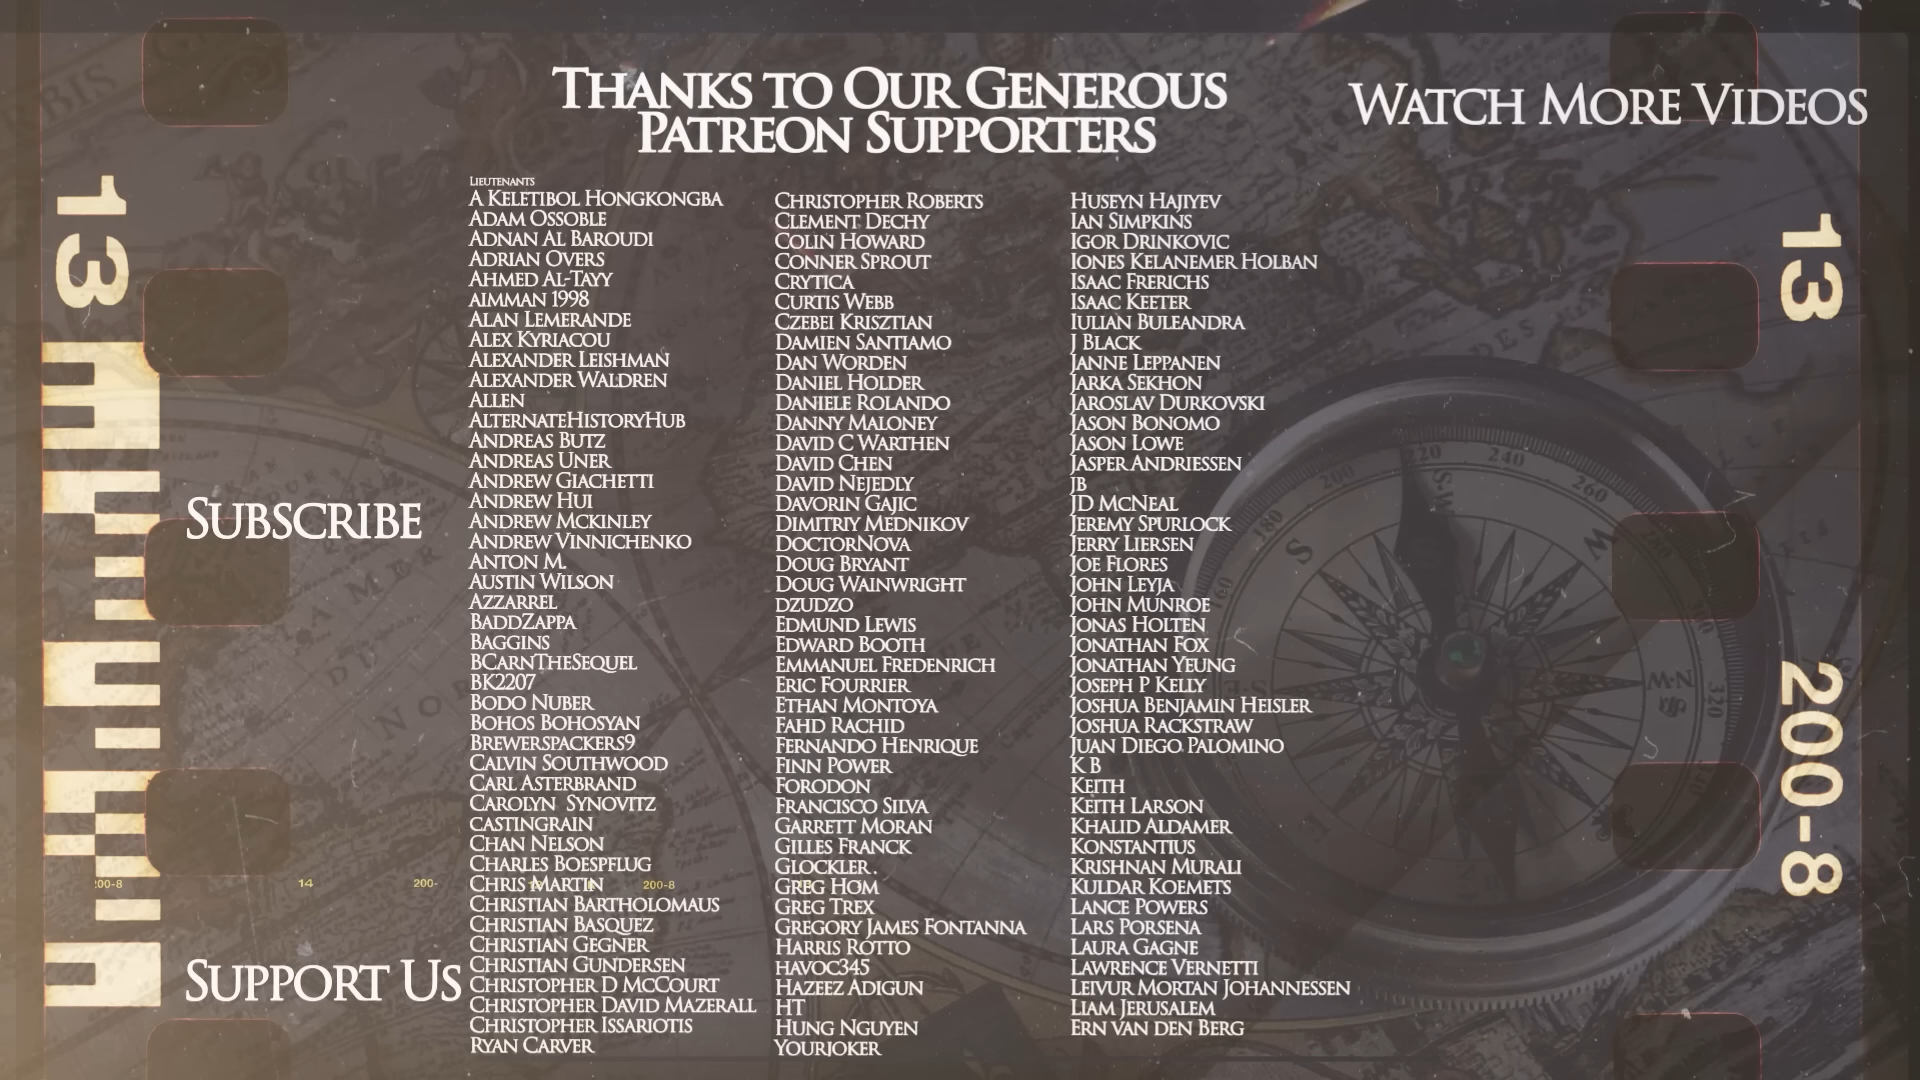 Thanks to Our Generous
Patreon Supporters
Watch More Videos
Subscribe
Support Us
Lieutenants
A Keletibol Hongkongba
Adam Ossoble
Adnan Al Baroudi
Adrian Overs
Ahmed Al-Tayy
aimman 1998
Alan Lemerande
Alex Kyriacou
Alexander Leishman
Alexander Waldren
Allen
AlternateHistoryHub
Andreas Butz
Andreas Uner
Andrew Giachetti
Andrew Hui
Andrew Mckinley
Andrew Vinnichenko
Anton M.
Austin Wilson
Azzarrel
BaddZappa
Baggins
BCarnTheSequel
BK2207
Bodo Nuber
Bohos Bohosyan
Brewerspackers9
Calvin Southwood
Carl Asterbrand
Carolyn Synovitz
castingrain
Chan Nelson
Charles Boespflug
Chris Martin
Christian Bartholomaus
Christian Basquez
Christian Gegner
Christian Gundersen
Christopher D McCourt
Christopher David Mazerall
Christopher Issariotis
Ryan Carver
Christopher Roberts
Clement Dechy
Colin Howard
Conner Sprout
Crytica
Curtis Webb
Czebei Krisztian
Damien Santiamo
Dan Worden
Daniel Holder
Daniele Rolando
Danny Maloney
David C Warthen
David Chen
David Nejedly
Davorin Gajic
Dimitriy Mednikov
DoctorNova
Doug Bryant
Doug Wainwright
dzudzo
Edmund Lewis
Edward Booth
Emmanuel Fredenrich
Eric Fourrier
Ethan Montoya
Fahd Rachid
Fernando Henrique
Finn Power
Forodon
Francisco Silva
Garrett Moran
Gilles Franck
Glockler .
Greg Hom
Greg Trex
Gregory James Fontanna
Harris Rotto
havoc345
Hazeez Adigun
HT
Hung Nguyen
Yourjoker
Huseyn Hajiyev
Ian Simpkins
Igor Drinkovic
Iones Kelanemer Holban
Isaac Frerichs
Isaac Keeter
Iulian Buleandra
J Black
Janne Leppanen
Jarka Sekhon
Jaroslav Durkovski
Jason Bonomo
Jason Lowe
Jasper Andriessen
JB
JD McNeal
Jeremy Spurlock
Jerry Liersen
Joe Flores
John Leyja
John Munroe
Jonas Holten
Jonathan Fox
Jonathan Yeung
Joseph P Kelly
Joshua Benjamin Heisler
Joshua Rackstraw
Juan Diego Palomino
K B
Keith
Keith Larson
Khalid Aldamer
Konstantius
Krishnan Murali
Kuldar Koemets
Lance Powers
Lars Porsena
Laura Gagne
Lawrence Vernetti
Leivur Mortan Johannessen
Liam Jerusalem
Ern van den Berg
13
13
200-8
200-8
14
200-
200-8
180
200
220
240
260
S
SW
W
N·W
320